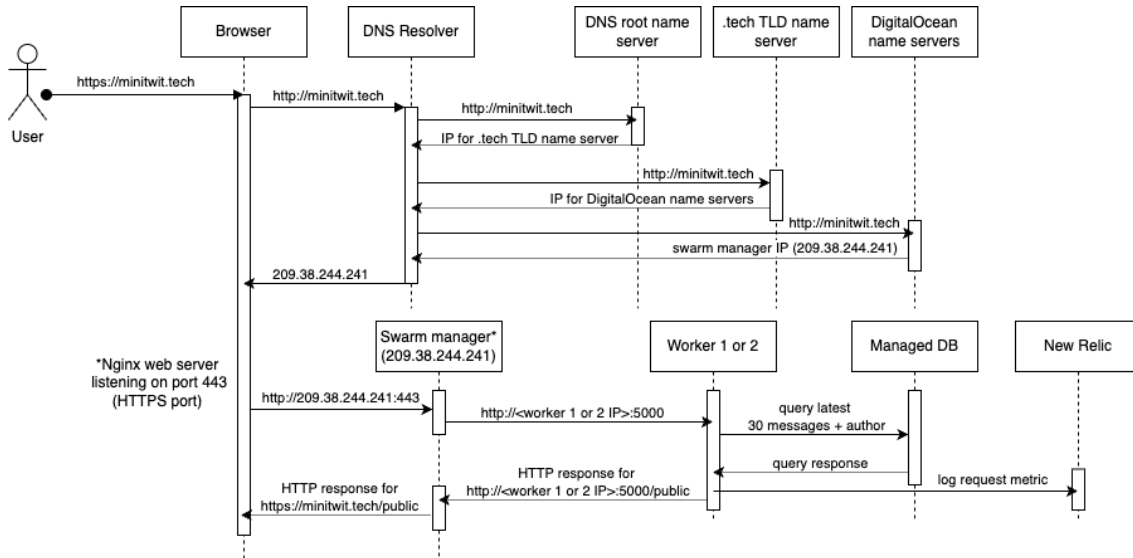 Browser
DNS Resolver
DNS root name
server
.tech TLD name
server
DigitalOcean
name servers
User
https://minitwit.tech
http://minitwit.tech
http://minitwit.tech
IP for .tech TLD name server
http://minitwit.tech
IP for DigitalOcean name servers
http://minitwit.tech
swarm manager IP (209.38.244.241)
209.38.244.241
Swarm manager*
(209.38.244.241)
Worker 1 or 2
Managed DB
New Relic
*Nginx web server
listening on port 443
(HTTPS port)
http://209.38.244.241:443
http://<worker 1 or 2 IP>:5000
query latest
30 messages + author
query response
HTTP response for
http://<worker 1 or 2 IP>:5000/public
log request metric
HTTP response for
https://minitwit.tech/public